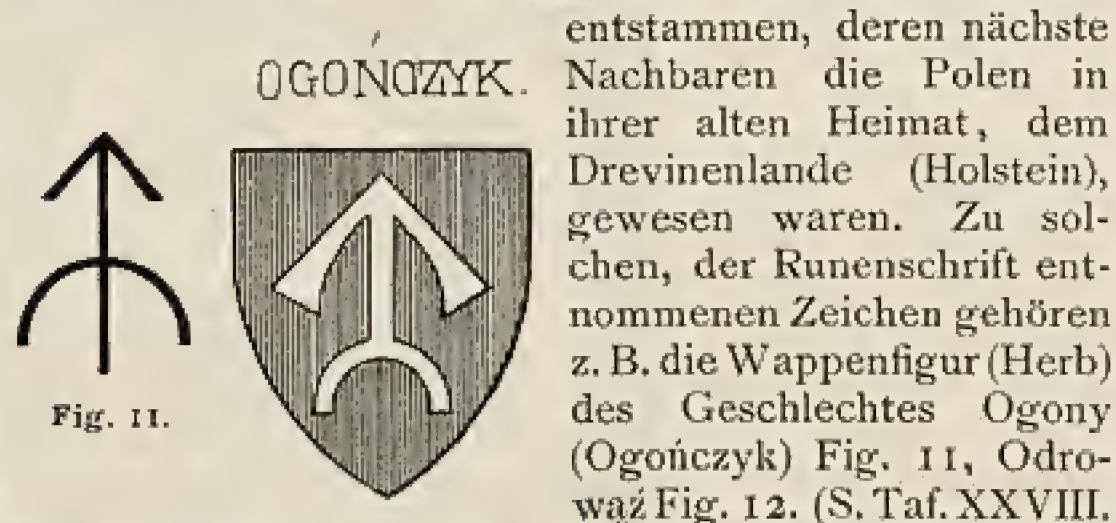 OGOŃCZYK.
Fig. 11.
entstammen, deren nächste
Nachbaren die Polen in
ihrer alten Heimat, dem
Drevinenlande (Holstein),
gewesen waren. Zu sol-
chen, der Runenschrift ent-
nommenen Zeichen gehören
z. B. die Wappenfigur (Herb)
des Geschlechtes Ogony
(Ogończyk) Fig. 11, Odro-
wąź Fig. 12. (S. Taf. XXVIII.